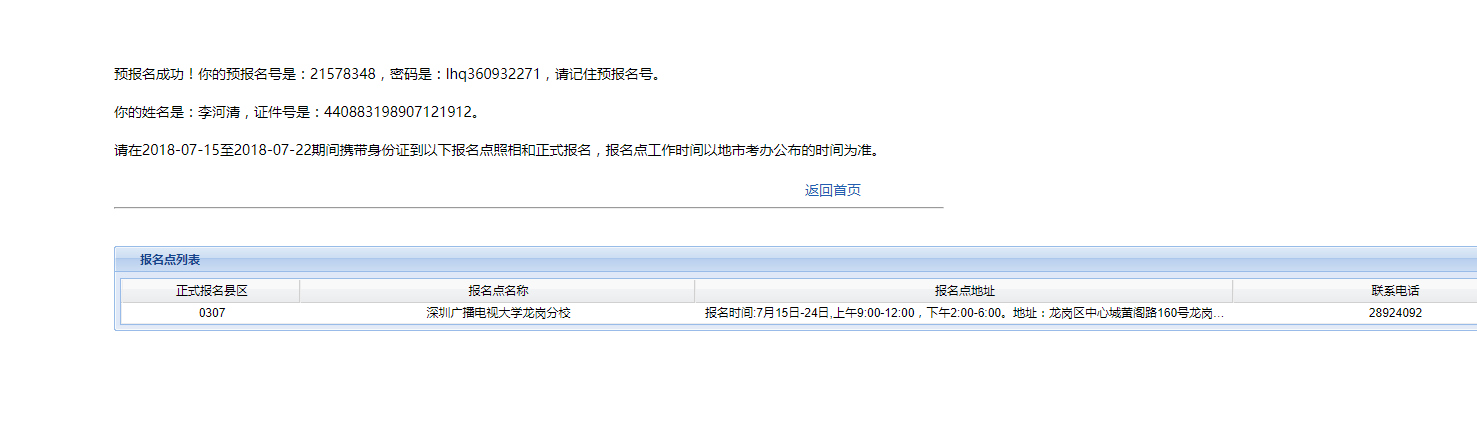 预报名成功！你的预报名号是：21578348，密码是：lhq360932271，请记住预报名号。
你的姓名是：李河清，证件号是：440883198907121912。
请在2018-07-15至2018-07-22期间携带身份证到以下报名点照相和正式报名，报名点工作时间以地市考办公布的时间为准。
返回首页
报名点列表
正式报名县区 报名点名称 报名点地址 联系电话
0307 深圳广播电视大学龙岗分校 报名时间:7月15日-24日,上午9:00-12:00，下午2:00-6:00。地址：龙岗区中心城黄阁路160号龙岗... 28924092